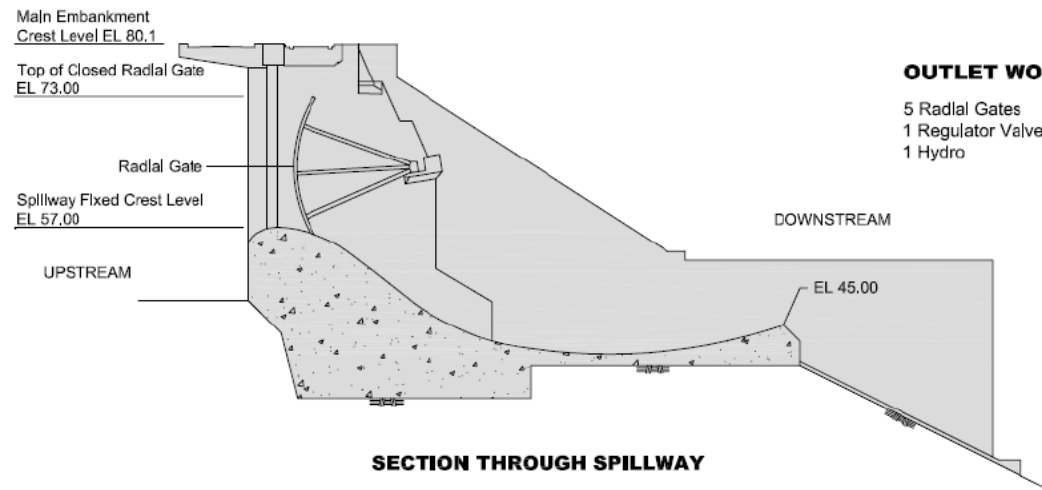 Main Embankment
Crest Level EL 80.1
Top of Closed Radial Gate
EL 73.00
Radial Gate
Spillway Fixed Crest Level
EL 57.00
UPSTREAM
OUTLET WO
5 Radial Gates
1 Regulator Valve
1 Hydro
DOWNSTREAM
EL 45.00
SECTION THROUGH SPILLWAY